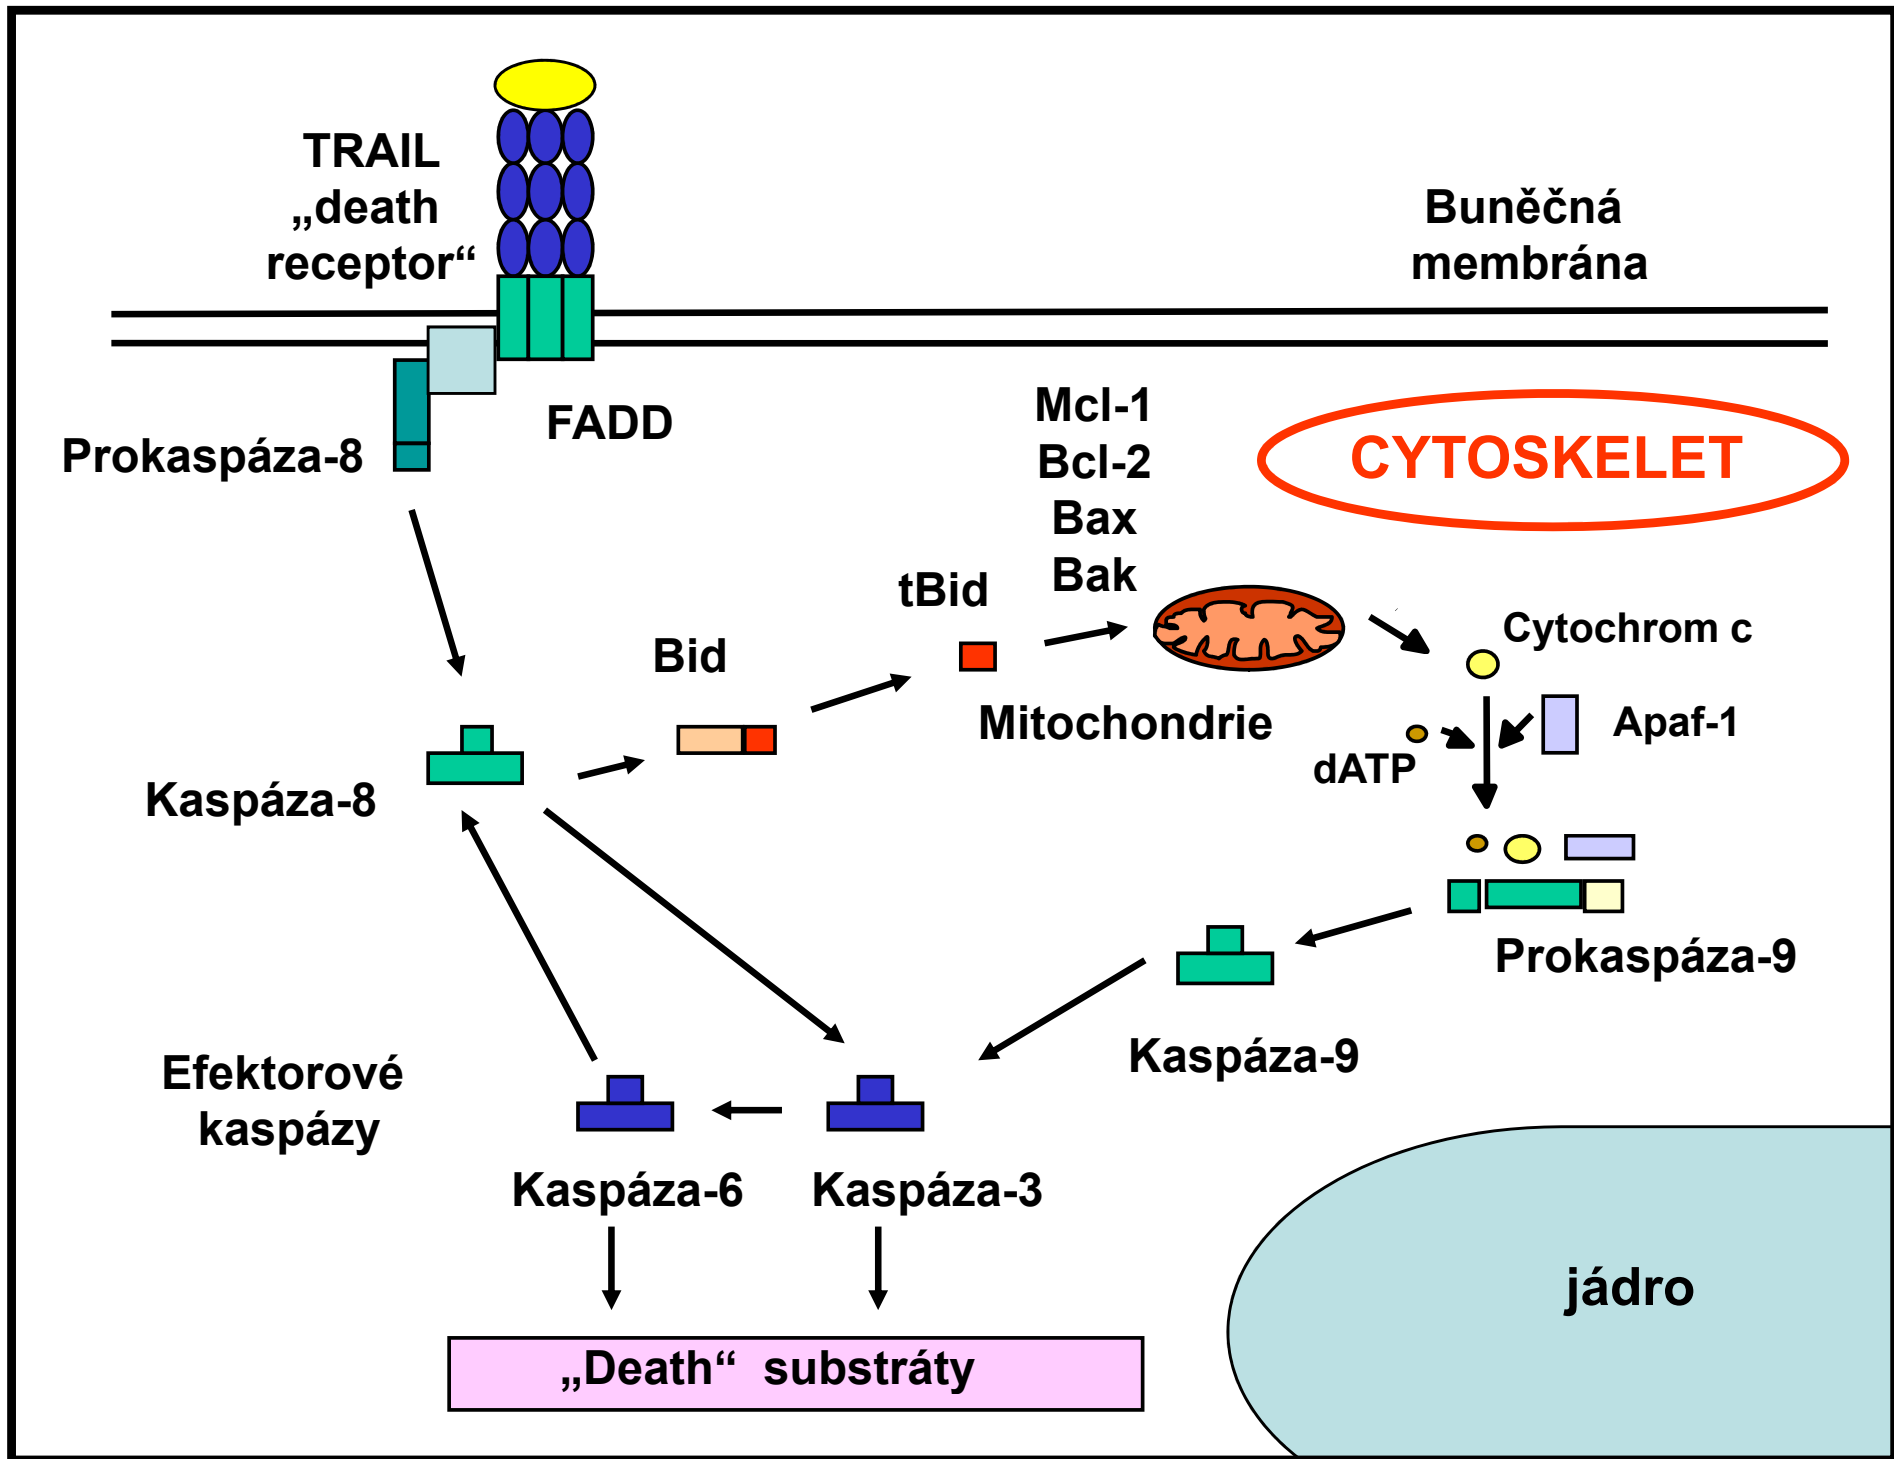 TRAIL
„death
receptor“
Buněčná
membrána
FADD
Prokaspáza-8
Mcl-1
Bcl-2
Bax
Bak
CYTOSKELET
tBid
Bid
Cytochrom c
Mitochondrie
Apaf-1
dATP
Kaspáza-8
Prokaspáza-9
Kaspáza-9
Efektorové
kaspázy
Kaspáza-6
Kaspáza-3
jádro
„Death“ substráty